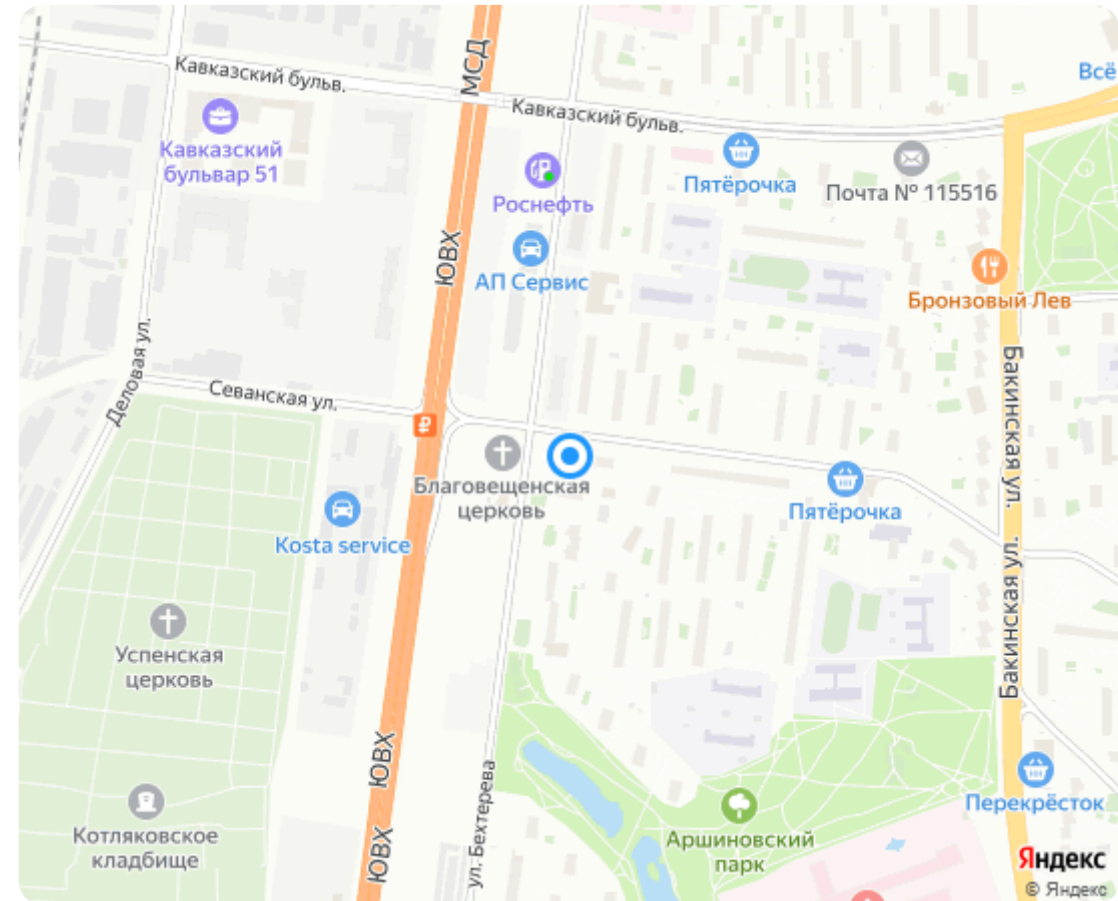 МСД
Кавказский бульв.
Всё
Кавказский бульв.
Кавказский
бульвар 51
Пятёрочка
Почта № 115516
Роснефть
ЮВХ
АП Сервис
Бронзовый Лев
Деловая ул.
Севанская ул.
Бакинская ул.
Благовещенская
церковь
Пятёрочка
Kosta service
Бакинская ул.
Успенская
церковь
ЮВХ
ул. Бехтерева
Перекрёсток
Котляковское
кладбище
ЮВХ
Аршиновский
парк
Яндекс
© Яндекс